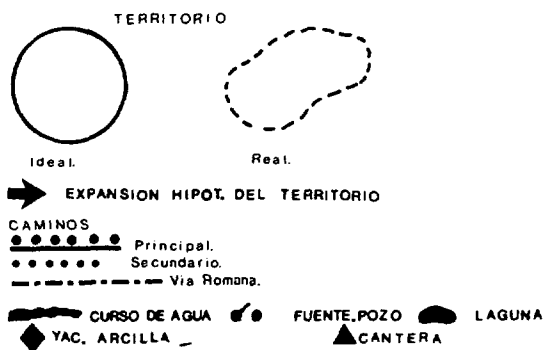 TERRITORIO
Ideal. Real.
EXPANSION HIPOT. DEL TERRITORIO
CAMINOS
Principal.
Secundario.
Via Romana.
CURSO DE AGUA FUENTE, POZO LAGUNA
YAC. ARCILLA CANTERA